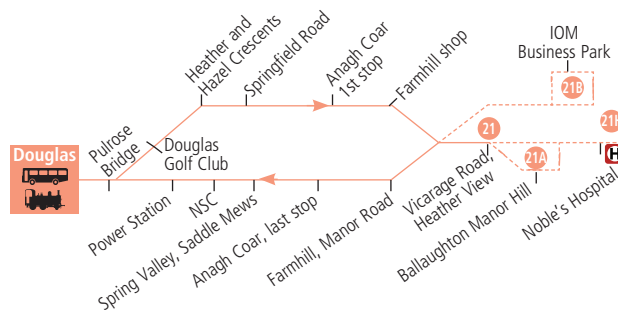 Douglas
Pulrose
Bridge
Douglas
Golf Club
Heather and
Hazel Crescents
Springfield Road
Anagh Coar
1st stop
Farmhill shop
IOM
Business Park
21B
21
21A
H
Vicarage Road,
Heather View
Ballaughton Manor Hill
Noble's Hospital
Power Station
NSC
Spring Valley, Saddle Mews
Anagh Coar, last stop
Farmhill, Manor Road